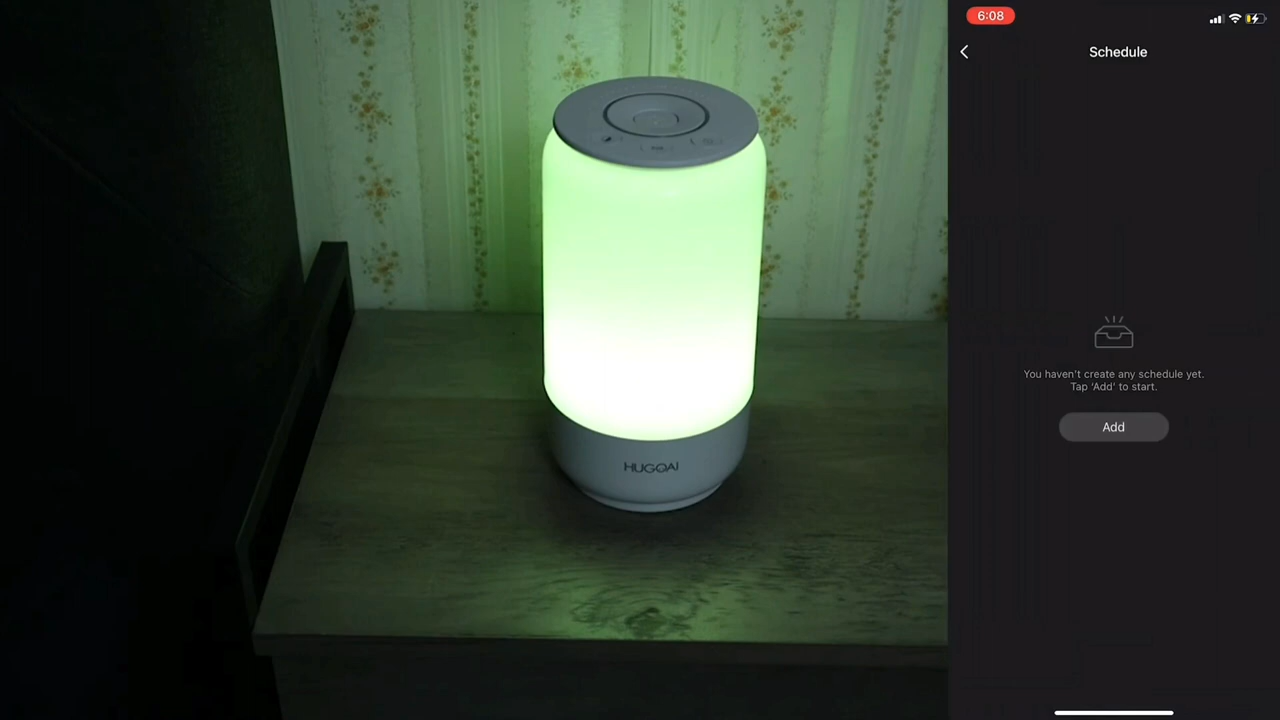 HUGOAI
6:08
Schedule
You haven't create any schedule yet.
Tap 'Add' to start.
Add